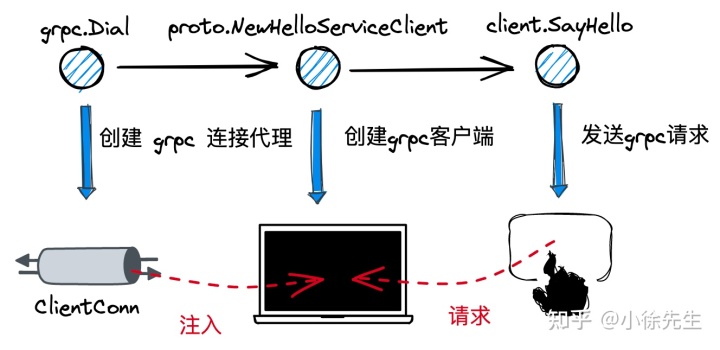 grpc.Dial
proto.NewHelloServiceClient
client.SayHello
创建 grpc 连接代理
创建grpc客户端
发送grpc请求
ClientConn
注入
请求
知乎 @小徐先生